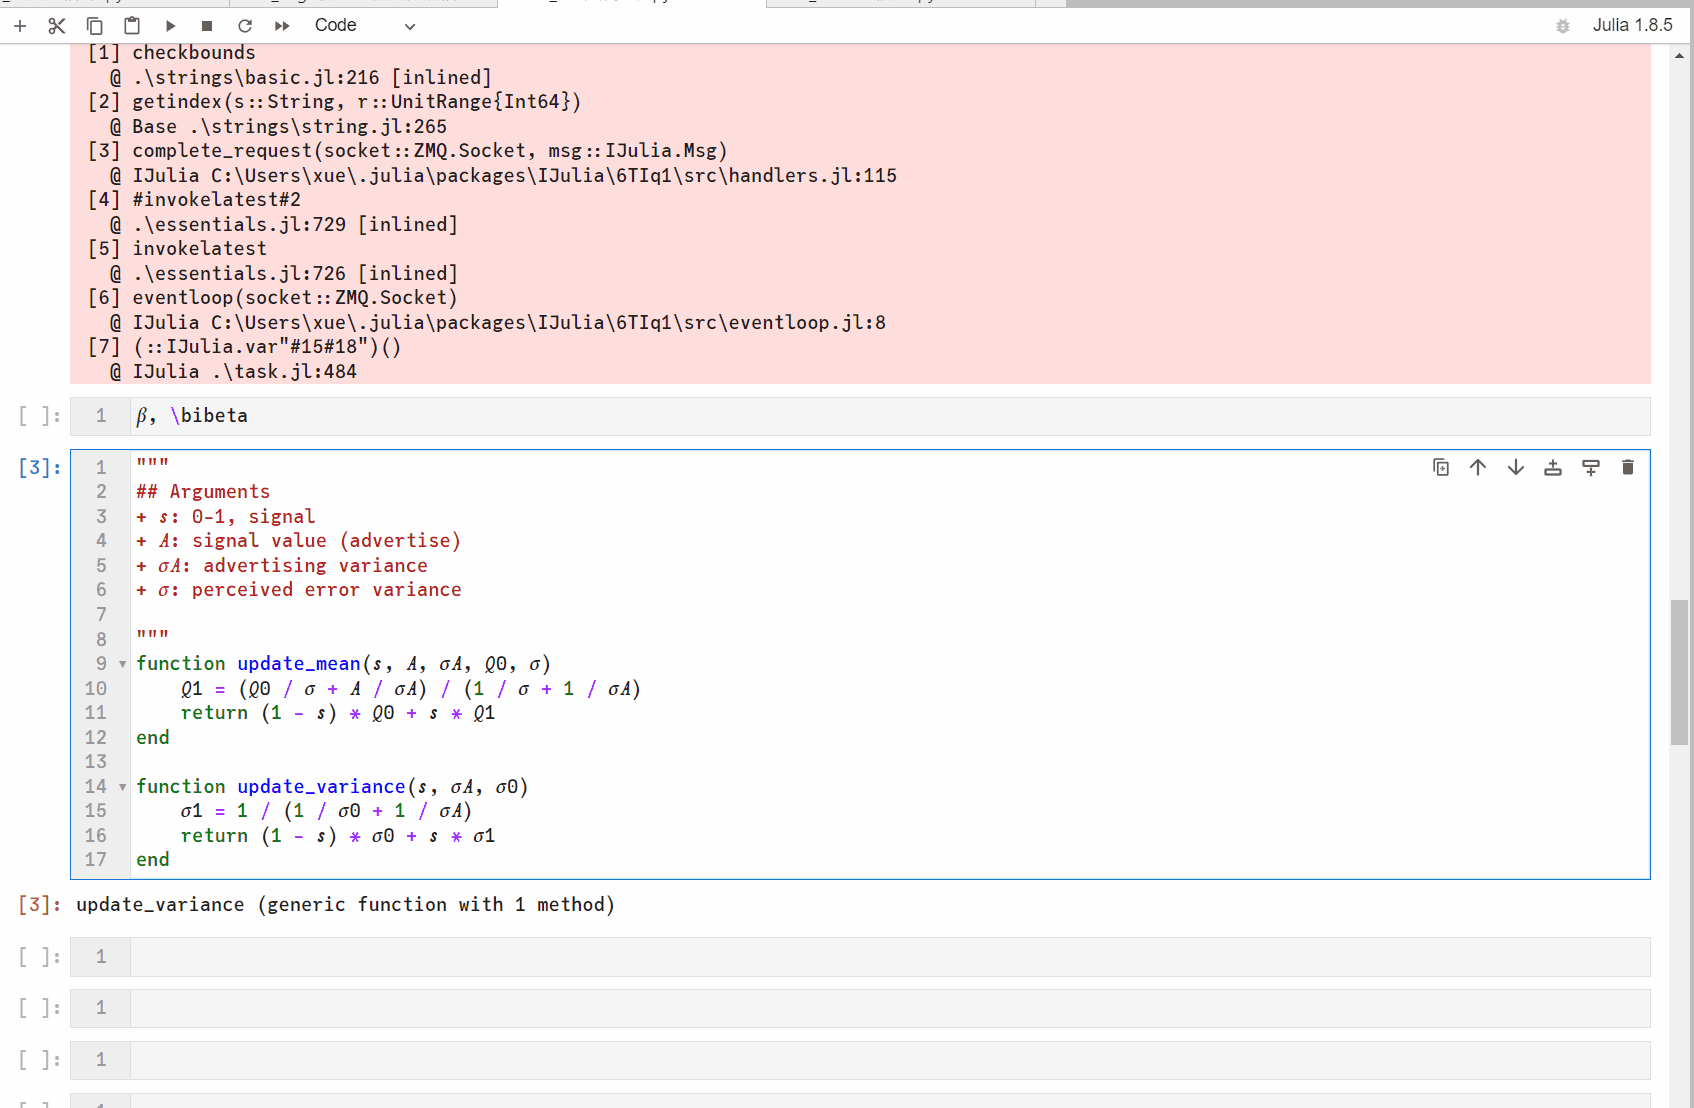 Code
Julia 1.8.5
[1] checkbounds
@ .\strings\basic.jl:216 [inlined]
[2] getindex(s::String, r::UnitRange{Int64})
@ Base .\strings\string.jl:265
[3] complete_request(socket::ZMQ.Socket, msg::IJulia.Msg)
@ IJulia C:\Users\xue\.julia\packages\IJulia\6TIq1\src\handlers.jl:115
[4] #invokelatest#2
@ .\essentials.jl:729 [inlined]
[5] invokelatest
@ .\essentials.jl:726 [inlined]
[6] eventloop(socket::ZMQ.Socket)
@ IJulia C:\Users\xue\.julia\packages\IJulia\6TIq1\src\eventloop.jl:8
[7] (::IJulia.var"#15#18")()
@ IJulia .\task.jl:484
[ ]: 1 𝛽, \bibeta
[3]: 1 """
2 ## Arguments
3 + 𝒔: 0-1, signal
4 + 𝐴: signal value (advertise)
5 + 𝜎𝐴: advertising variance
6 + 𝜎: perceived error variance
7
8 """
9 function update_mean(𝒔, 𝐴, 𝜎𝐴, 𝑄0, 𝜎)
10 𝑄1 = (𝑄0 / 𝜎 + 𝐴 / 𝜎𝐴) / (1 / 𝜎 + 1 / 𝜎𝐴)
11 return (1 - 𝒔) * 𝑄0 + 𝒔 * 𝑄1
12 end
13
14 function update_variance(𝒔, 𝜎𝐴, 𝜎0)
15 𝜎1 = 1 / (1 / 𝜎0 + 1 / 𝜎𝐴)
16 return (1 - 𝒔) * 𝜎0 + 𝒔 * 𝜎1
17 end
[3]: update_variance (generic function with 1 method)
[ ]: 1
[ ]: 1
[ ]: 1